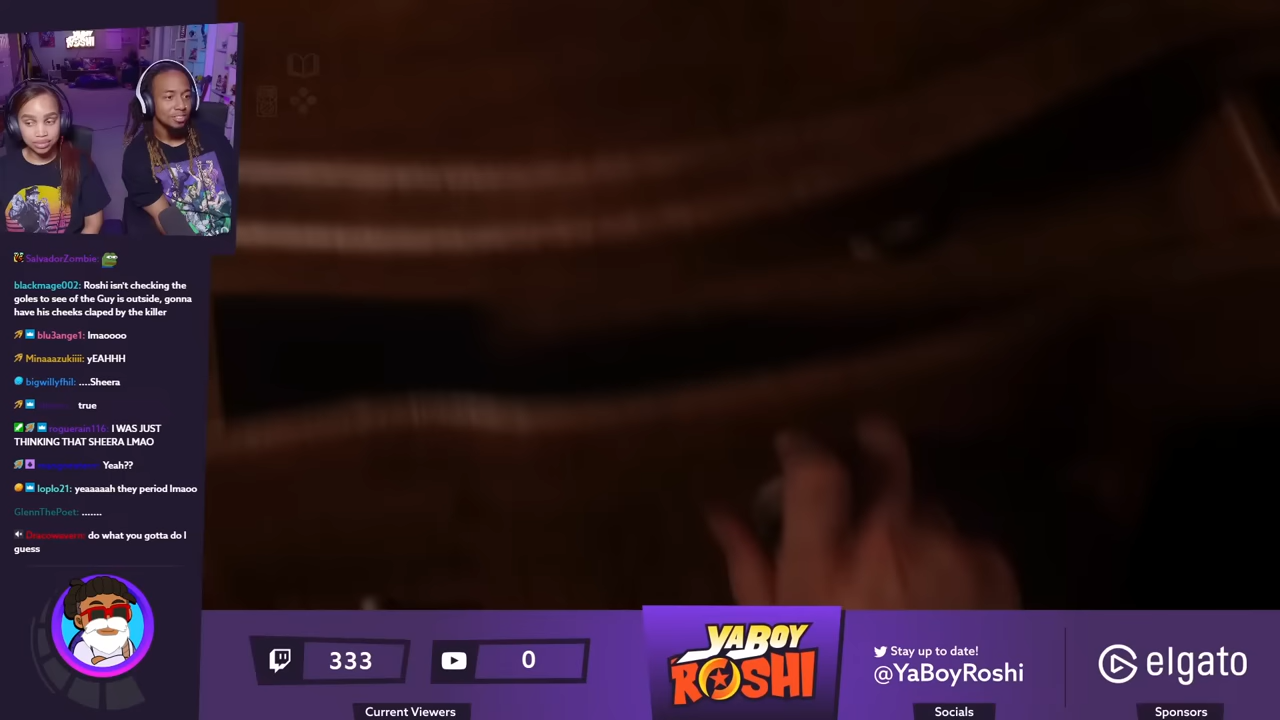 YABOY
ROSHI
SalvadorZombie:
blackmage002: Roshi isn't checking the
goles to see of the Guy is outside, gonna
have his cheeks claped by the killer
blu3ange1: lmaoooo
Minaaazukiiii: yEAHHH
bigwillyfhil: ....Sheera
true
roguerain116: I WAS JUST
THINKING THAT SHEERA LMAO
Yeah??
loplo21: yeaaaaah they period lmaoo
GlennThePoet: .......
do what you gotta do I
guess
333
0
Current Viewers
YABOY
ROSHI
Stay up to date!
@YaBoyRoshi
Socials
elgato
Sponsors